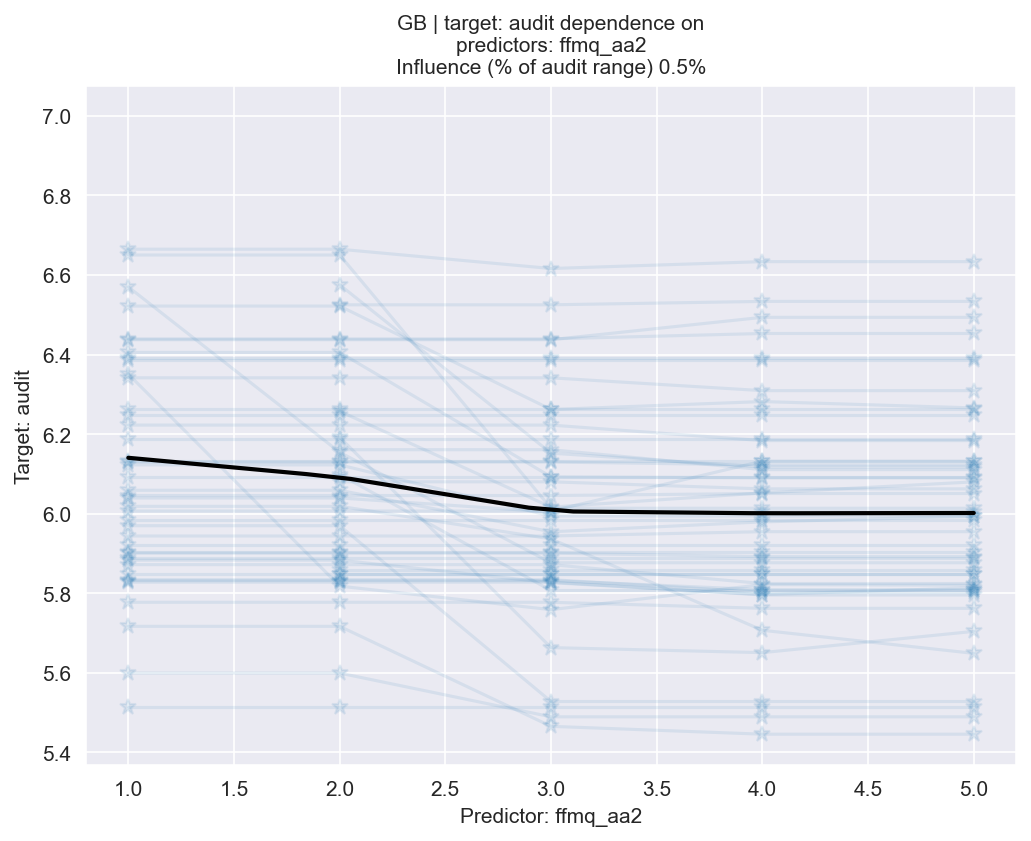 GB | target: audit dependence on
predictors: ffmq_aa2
Influence (% of audit range) 0.5%
7.0
6.8
6.6
6.4
6.2
6.0
5.8
5.6
5.4
Target: audit
1.0 1.5 2.0 2.5 3.0 3.5 4.0 4.5 5.0
Predictor: ffmq_aa2